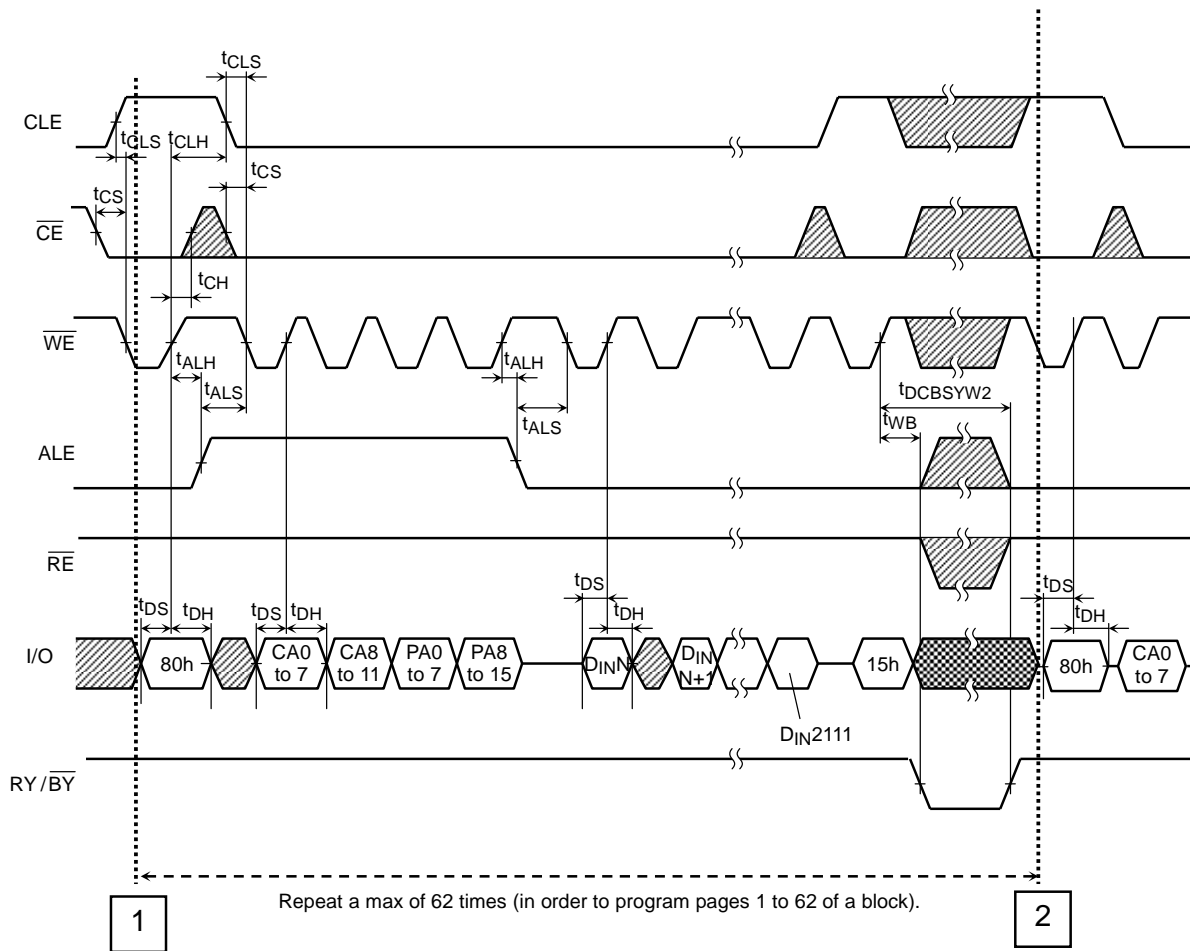 tCLS
CLE
tCLS
tCLH
tCS
tCS
CE
tCH
WE
tALH
tALS
tALH
tALS
tDCBSYW2
tWB
ALE
RE
tDS
tDH
tDS
tDH
tDS
tDH
tDS
tDH
I/O
80h
CA0 to 7
CA8 to 11
PA0 to 7
PA8 to 15
DINN
DIN N+1
15h
80h
CA0 to 7
DIN2111
RY/BY
1
Repeat a max of 62 times (in order to program pages 1 to 62 of a block).
2